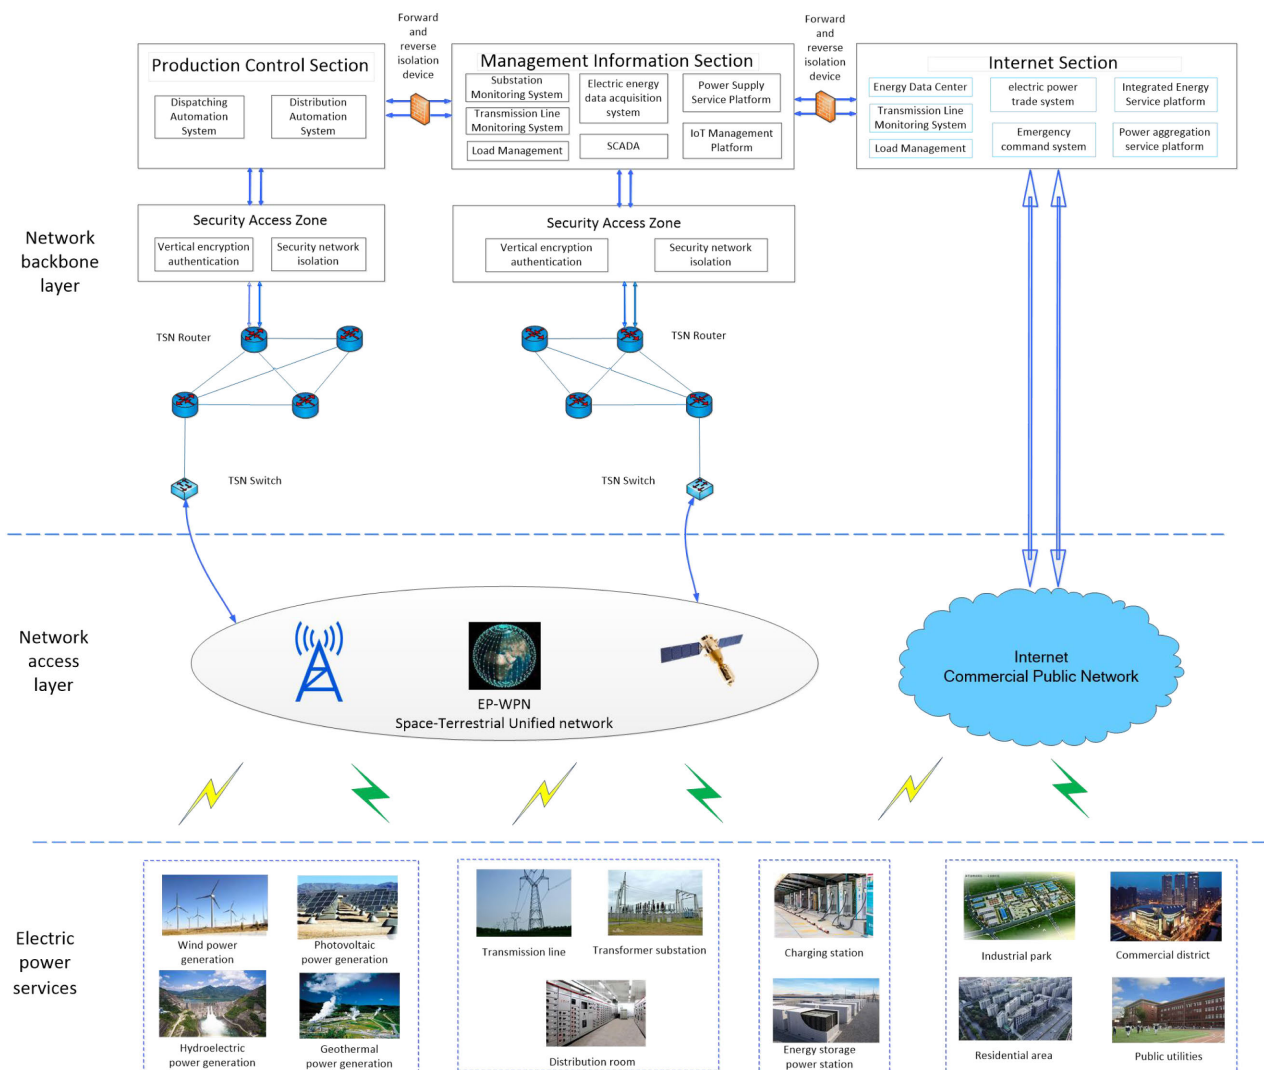 Forward
and
reverse
isolation
device
Forward
and
reverse
isolation
device
Production Control Section
Dispatching
Automation
System
Distribution
Automation
System
Management Information Section
Substation
Monitoring System
Transmission Line
Monitoring System
Load Management
Electric energy
data acquisition
system
SCADA
Power Supply
Service Platform
IoT Management
Platform
Internet Section
Energy Data Center
Transmission Line
Monitoring System
Load Management
electric power
trade system
Emergency
command system
Integrated Energy
Service platform
Power aggregation
service platform
Network
backbone
layer
Security Access Zone
Vertical encryption
authentication
Security network
isolation
Security Access Zone
Vertical encryption
authentication
Security network
isolation
TSN Router
TSN Router
TSN Switch
TSN Switch
Network
access
layer
EP-WPN
Space-Terrestrial Unified network
Internet
Commercial Public Network
Electric
power
services
Wind power
generation
Photovoltaic
power generation
Hydroelectric
power generation
Geothermal
power generation
Transmission line
Transformer substation
Distribution room
Charging station
Energy storage
power station
Industrial park
Commercial district
Residential area
Public utilities